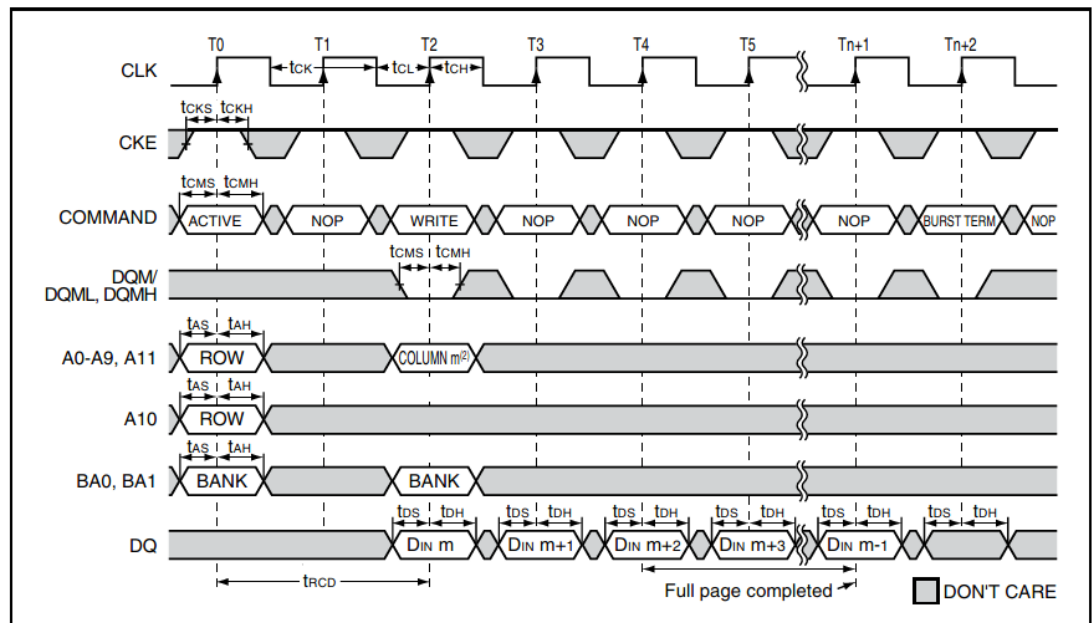 T0 T1 T2 T3 T4 T5 Tn+1 Tn+2
CLK tCK tCL tCH
tCKS tCKH
CKE
tCMS tCMH
COMMAND ACTIVE NOP WRITE NOP NOP NOP NOP BURST TERM NOP
tCMS tCMH
DQM/
DQML, DQMH
tAS tAH
A0-A9, A11 ROW COLUMN m(2)
tAS tAH
A10 ROW
tAS tAH
BA0, BA1 BANK BANK
tDS tDH tDS tDH tDS tDH tDS tDH tDS tDH tDS tDH
DQ DIN m DIN m+1 DIN m+2 DIN m+3 DIN m-1
tRCD
Full page completed DON'T CARE